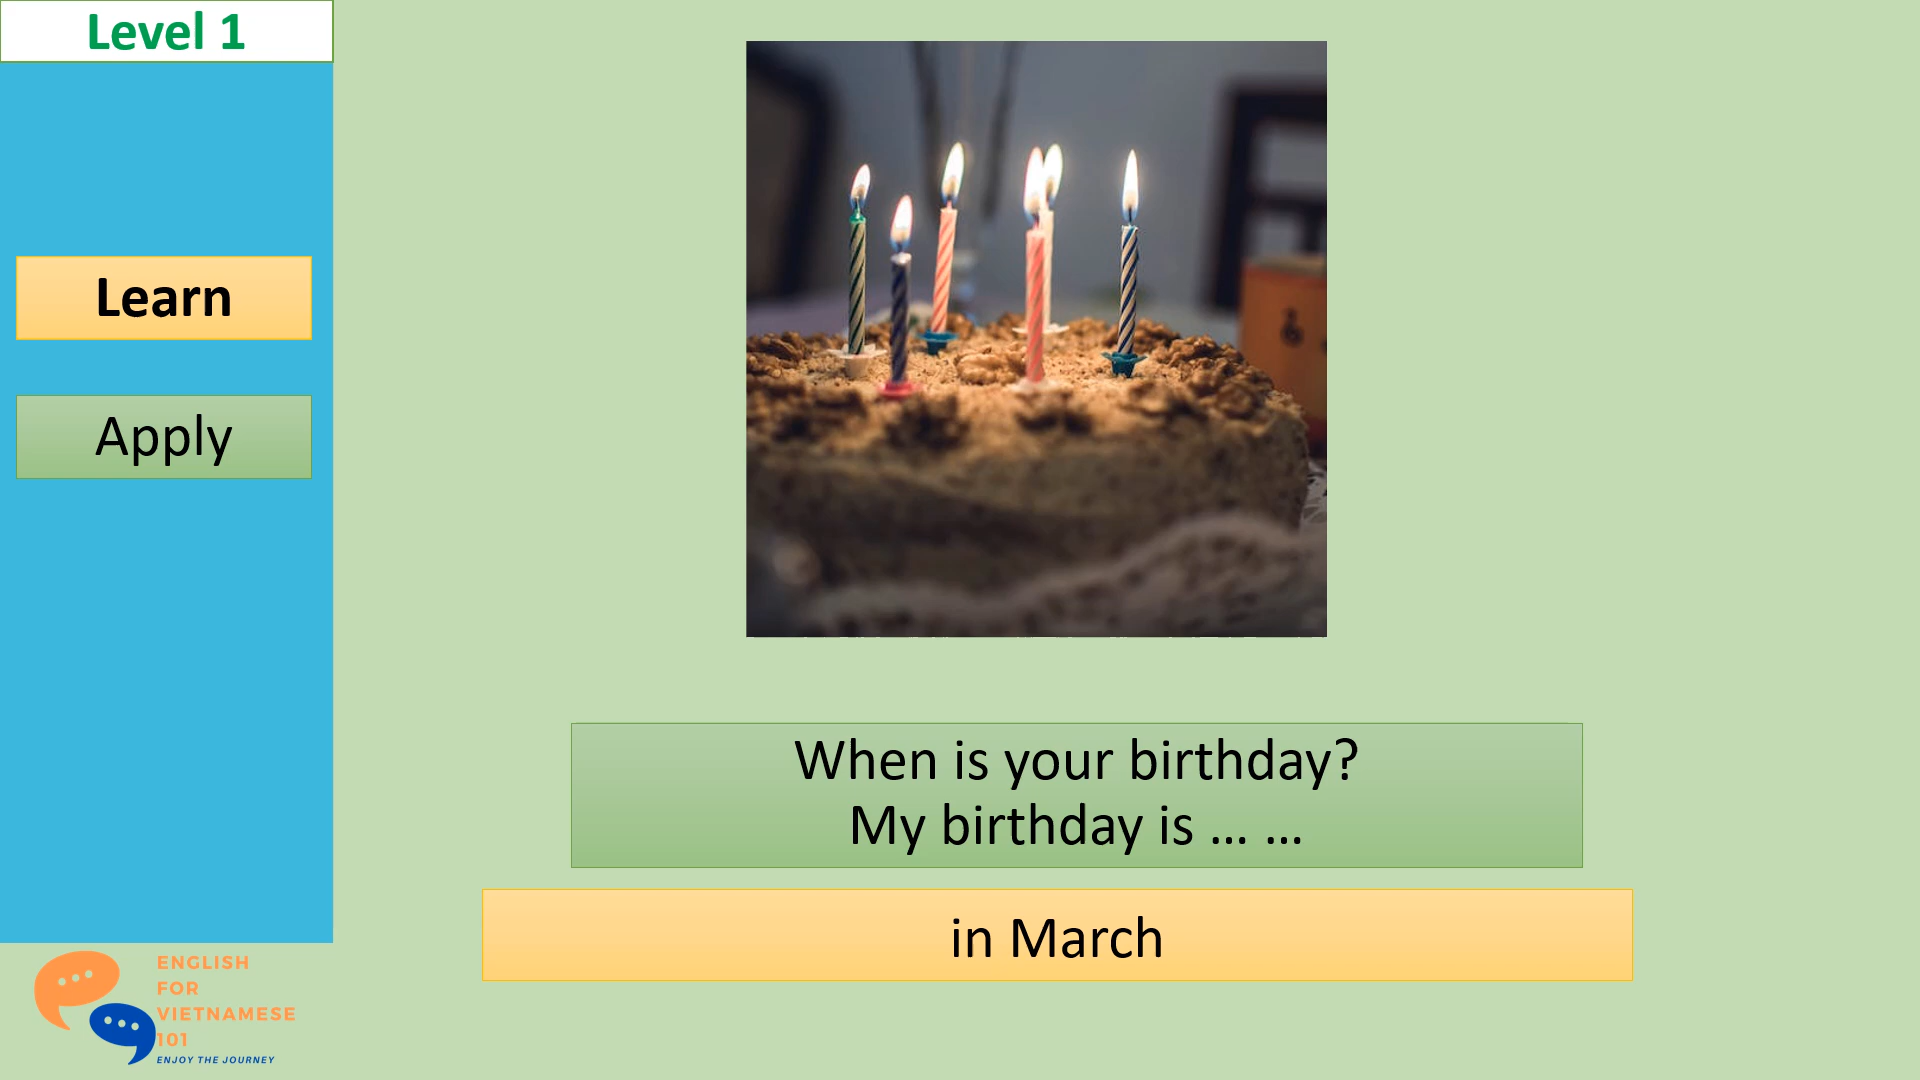 Level 1
Learn
Apply
When is your birthday?
My birthday is ... ...
in March
ENGLISH
FOR
VIETNAMESE
101
ENJOY THE JOURNEY